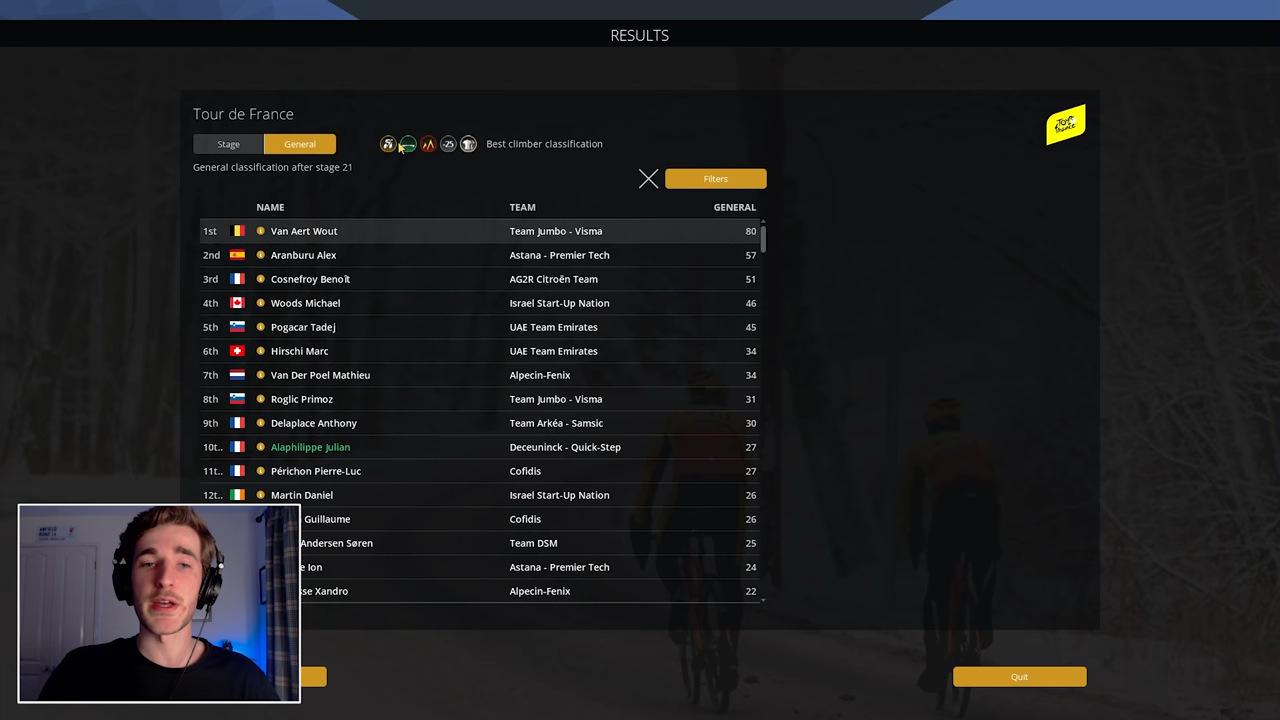 RESULTS
Tour de France
Stage General -25 Best climber classification
General classification after stage 21
Filters
NAME TEAM GENERAL
1st Van Aert Wout Team Jumbo - Visma 80
2nd Aranburu Alex Astana - Premier Tech 57
3rd Cosnefroy Benoît AG2R Citroën Team 51
4th Woods Michael Israel Start-Up Nation 46
5th Pogacar Tadej UAE Team Emirates 45
6th Hirschi Marc UAE Team Emirates 34
7th Van Der Poel Mathieu Alpecin-Fenix 34
8th Roglic Primoz Team Jumbo - Visma 31
9th Delaplace Anthony Team Arkéa - Samsic 30
10t.. Alaphilippe Julian Deceuninck - Quick-Step 27
11t.. Périchon Pierre-Luc Cofidis 27
12t.. Martin Daniel Israel Start-Up Nation 26
Guillaume Cofidis 26
Andersen Søren Team DSM 25
e Ion Astana - Premier Tech 24
sse Xandro Alpecin-Fenix 22
Quit